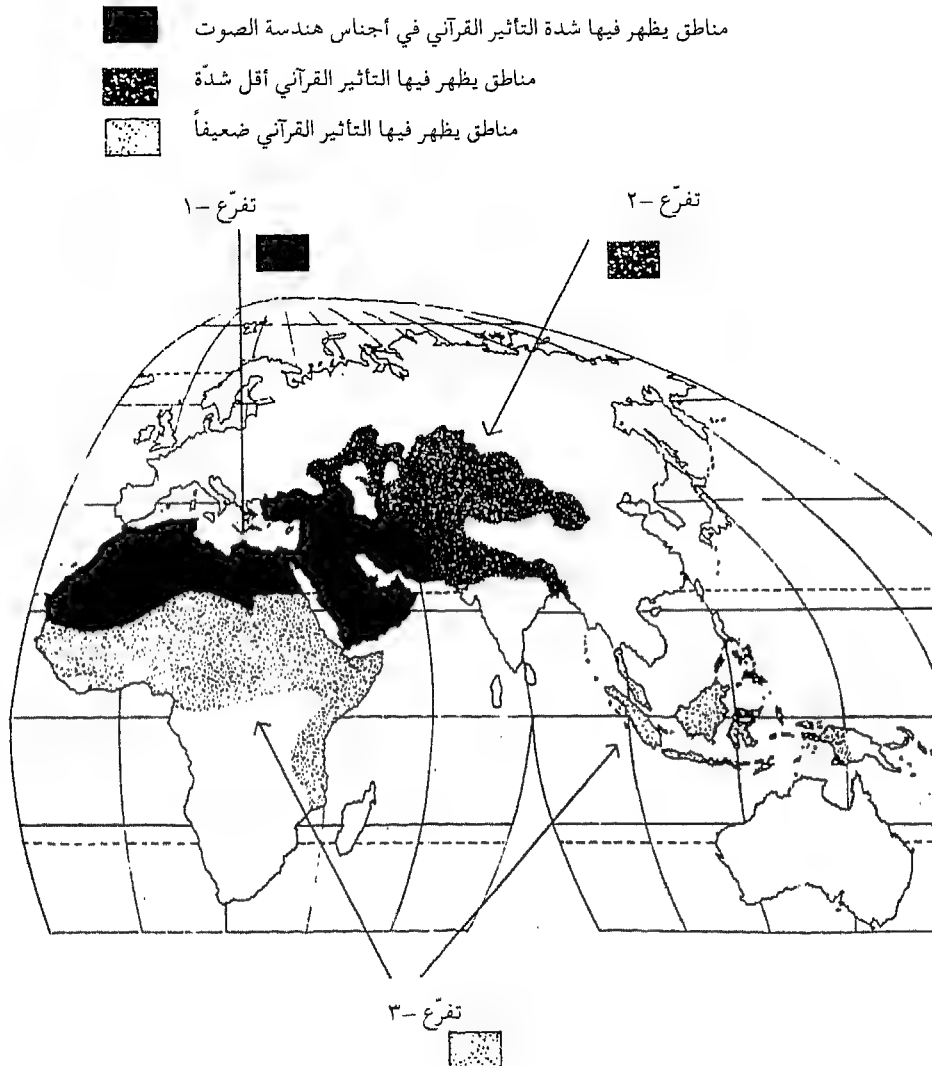 مناطق يظهر فيها شدة التأثير القرآني في أجناس هندسة الصوت
مناطق يظهر فيها التأثير القرآني أقل شدّة
مناطق يظهر فيها التأثير القرآني ضعيفاً
تفرّع –٢
تفرّع –١
تفرّع –٣